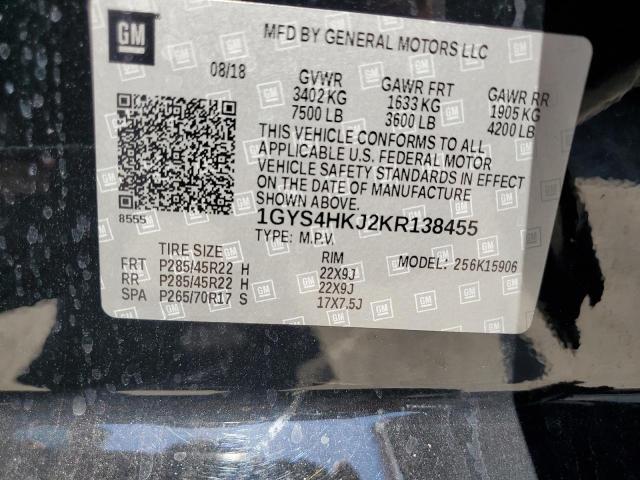 GM
MFD BY GENERAL MOTORS LLC
08/18
GVWR GAWR FRT GAWR RR
3402 KG 1633 KG 1905 KG
7500 LB 3600 LB 4200 LB
THIS VEHICLE CONFORMS TO ALL
APPLICABLE U.S. FEDERAL MOTOR
VEHICLE SAFETY STANDARDS IN EFFECT
ON THE DATE OF MANUFACTURE
SHOWN ABOVE.
8555
1GYS4HKJ2KR138455
TYPE: M.P.V. MODEL: 256K15906
TIRE SIZE RIM
FRT P285/45R22 H 22X9J
RR P285/45R22 H 22X9J
SPA P265/70R17 S 17X7.5J